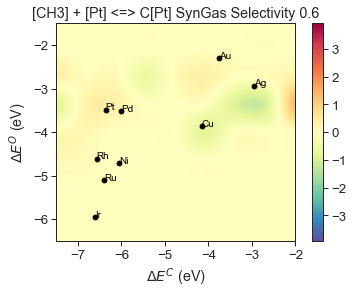 [CH3] + [Pt] <=> C[Pt] SynGas Selectivity 0.6
ΔE^O (eV)
−2
−3
−4
−5
−6
Au
Ag
Pt
Pd
Cu
Rh
Ni
Ru
Ir
3
2
1
0
−1
−2
−3
−7
−6
−5
−4
−3
−2
ΔE^C (eV)